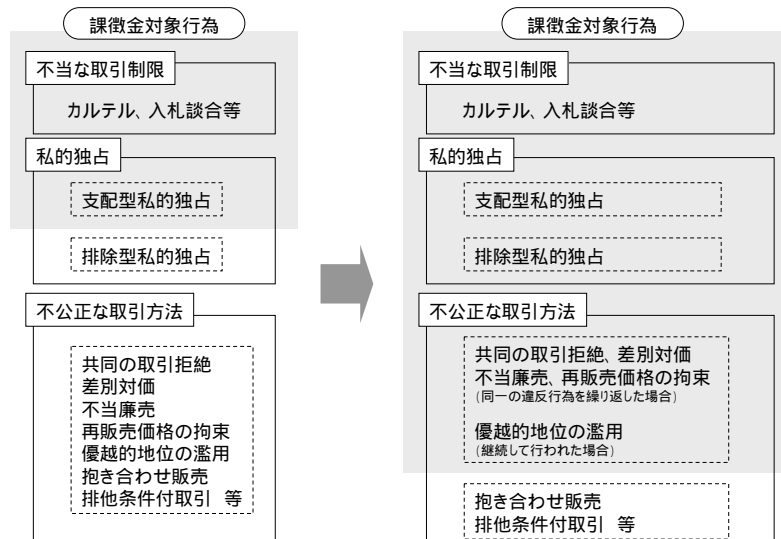 課徴金対象行為
不当な取引制限
カルテル、入札談合等
私的独占
支配型私的独占
排除型私的独占
不公正な取引方法
共同の取引拒絶
差別対価
不当廉売
再販売価格の拘束
優越的地位の濫用
抱き合わせ販売
排他条件付取引 等
課徴金対象行為
不当な取引制限
カルテル、入札談合等
私的独占
支配型私的独占
排除型私的独占
不公正な取引方法
共同の取引拒絶、差別対価
不当廉売、再販売価格の拘束
(同一の違反行為を繰り返した場合)
優越的地位の濫用
(継続して行われた場合)
抱き合わせ販売
排他条件付取引 等